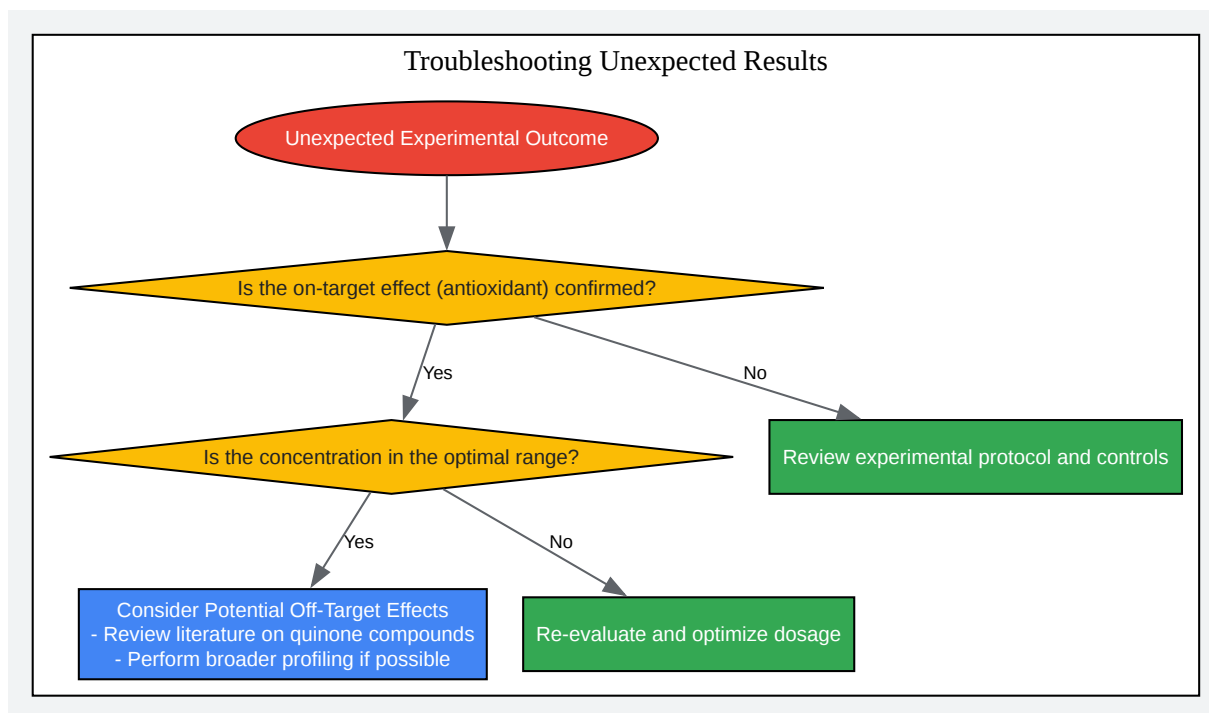 Troubleshooting Unexpected Results
Unexpected Experimental Outcome
Is the on-target effect (antioxidant) confirmed?
Yes
No
Is the concentration in the optimal range?
Review experimental protocol and controls
Yes
No
Consider Potential Off-Target Effects
- Review literature on quinone compounds
- Perform broader profiling if possible
Re-evaluate and optimize dosage